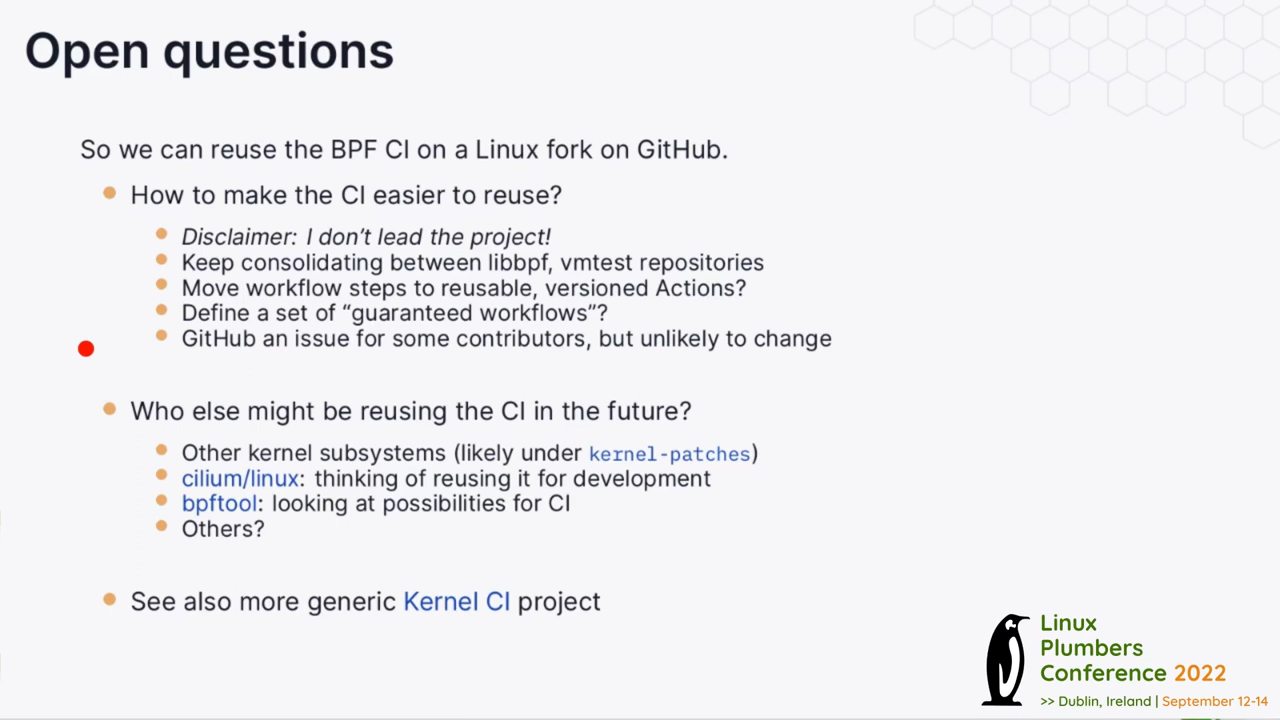 Open questions
So we can reuse the BPF CI on a Linux fork on GitHub.
How to make the CI easier to reuse?
Disclaimer: I don't lead the project!
Keep consolidating between libbpf, vmtest repositories
Move workflow steps to reusable, versioned Actions?
Define a set of “guaranteed workflows”?
GitHub an issue for some contributors, but unlikely to change
Who else might be reusing the CI in the future?
Other kernel subsystems (likely under kernel-patches)
cilium/linux: thinking of reusing it for development
bpftool: looking at possibilities for CI
Others?
See also more generic Kernel CI project
Linux
Plumbers
Conference 2022
>> Dublin, Ireland | September 12-14